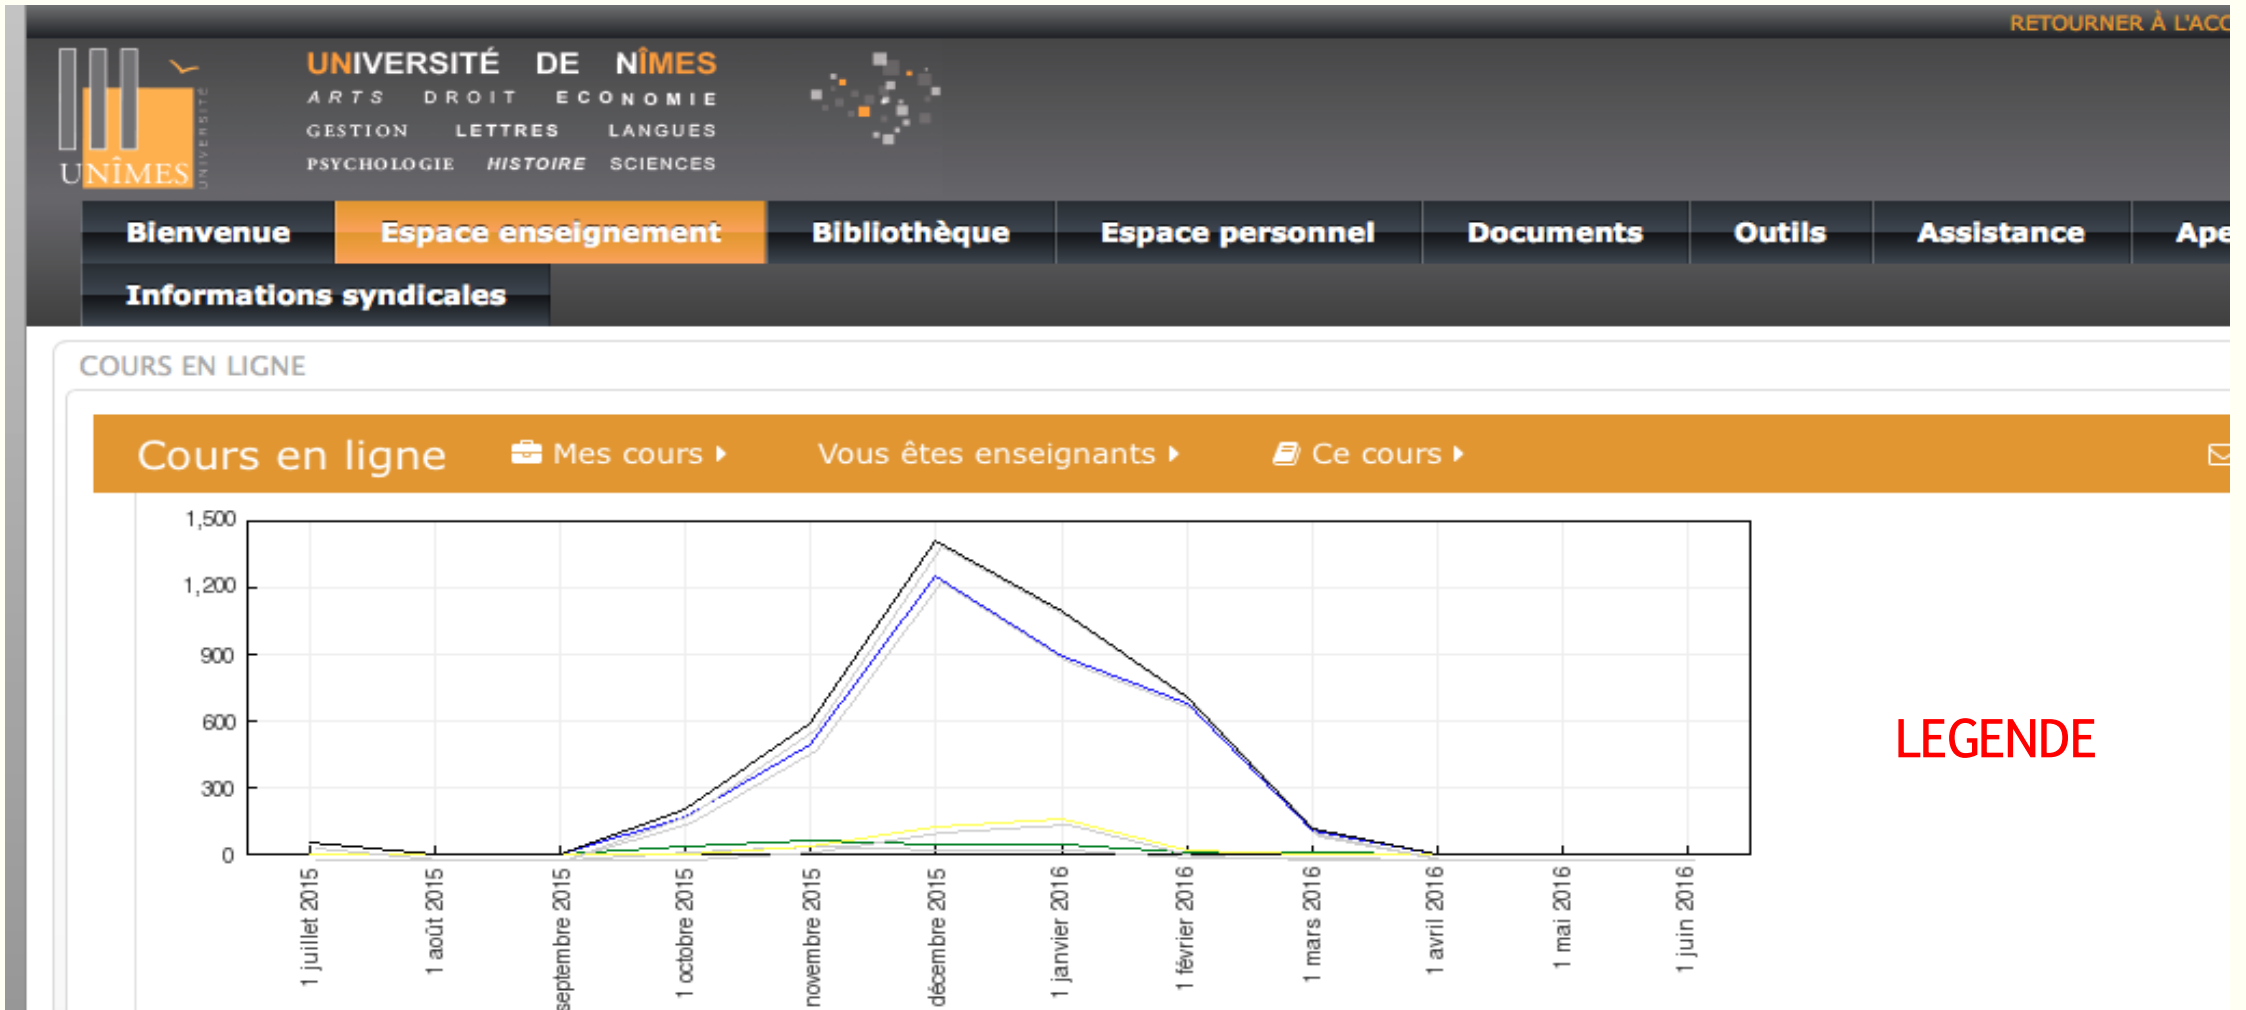 RETOURNER À L'ACC
UNIVERSITÉ DE NÎMES
ARTS DROIT ECONOMIE
GESTION LETTRES LANGUES
PSYCHOLOGIE HISTOIRE SCIENCES
UNÎMES
UNIVERSITÉ
Bienvenue Espace enseignement Bibliothèque Espace personnel Documents Outils Assistance Ape
Informations syndicales
COURS EN LIGNE
Cours en ligne Mes cours Vous êtes enseignants Ce cours
1,500
1,200
900
600
300
0
LEGENDE
1 juillet 2015
1 août 2015
septembre 2015
1 octobre 2015
novembre 2015
décembre 2015
1 janvier 2016
1 février 2016
1 mars 2016
1 avril 2016
1 mai 2016
1 juin 2016